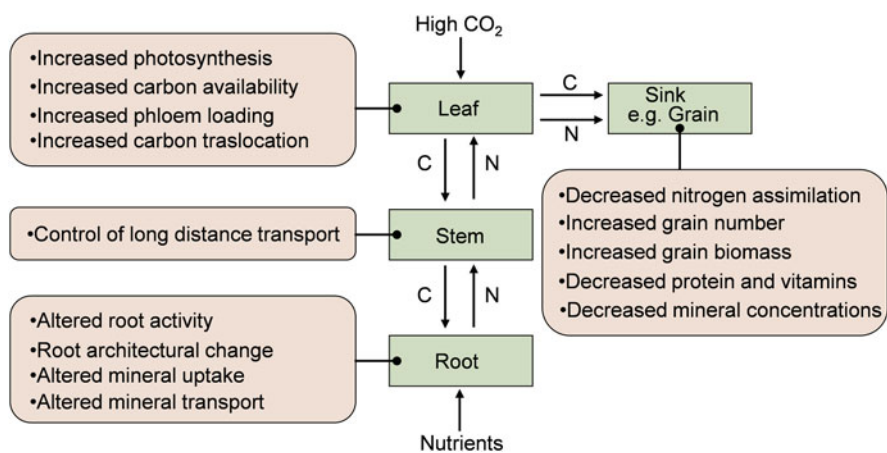 High CO₂
•Increased photosynthesis
•Increased carbon availability
•Increased phloem loading
•Increased carbon traslocation
Leaf
C
N
Sink
e.g. Grain
C
N
•Decreased nitrogen assimilation
•Increased grain number
•Increased grain biomass
•Decreased protein and vitamins
•Decreased mineral concentrations
•Control of long distance transport
Stem
C
N
•Altered root activity
•Root architectural change
•Altered mineral uptake
•Altered mineral transport
Root
Nutrients